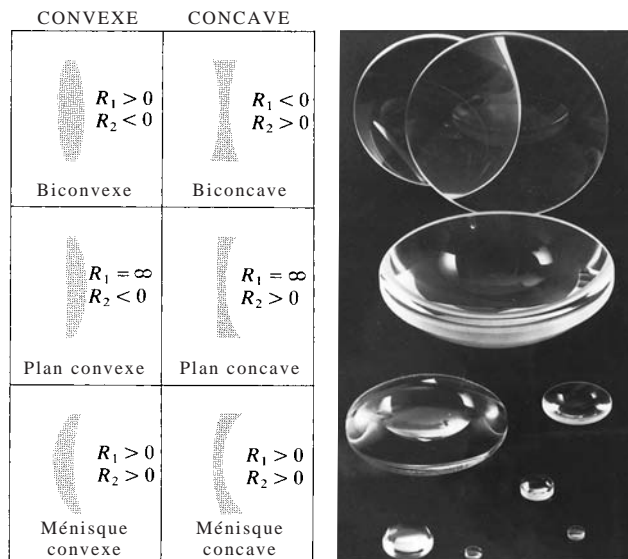 CONVEXE CONCAVE
R₁ > 0 R₁ < 0
R₂ < 0 R₂ > 0
Biconvexe Biconcave
R₁ = ∞ R₁ = ∞
R₂ < 0 R₂ > 0
Plan convexe Plan concave
R₁ > 0 R₁ > 0
R₂ > 0 R₂ > 0
Ménisque Ménisque
convexe concave